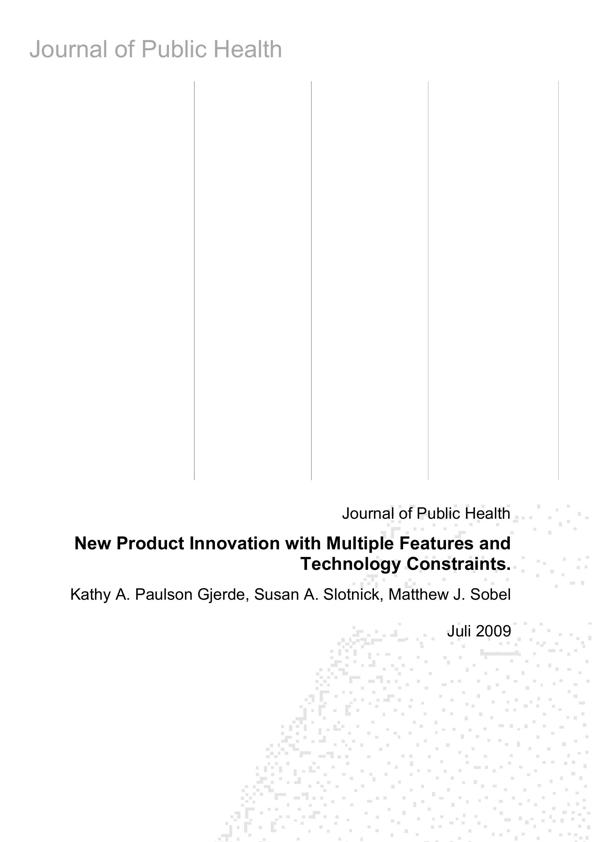 Journal of Public Health
Journal of Public Health
New Product Innovation with Multiple Features and
Technology Constraints.
Kathy A. Paulson Gjerde, Susan A. Slotnick, Matthew J. Sobel
Juli 2009